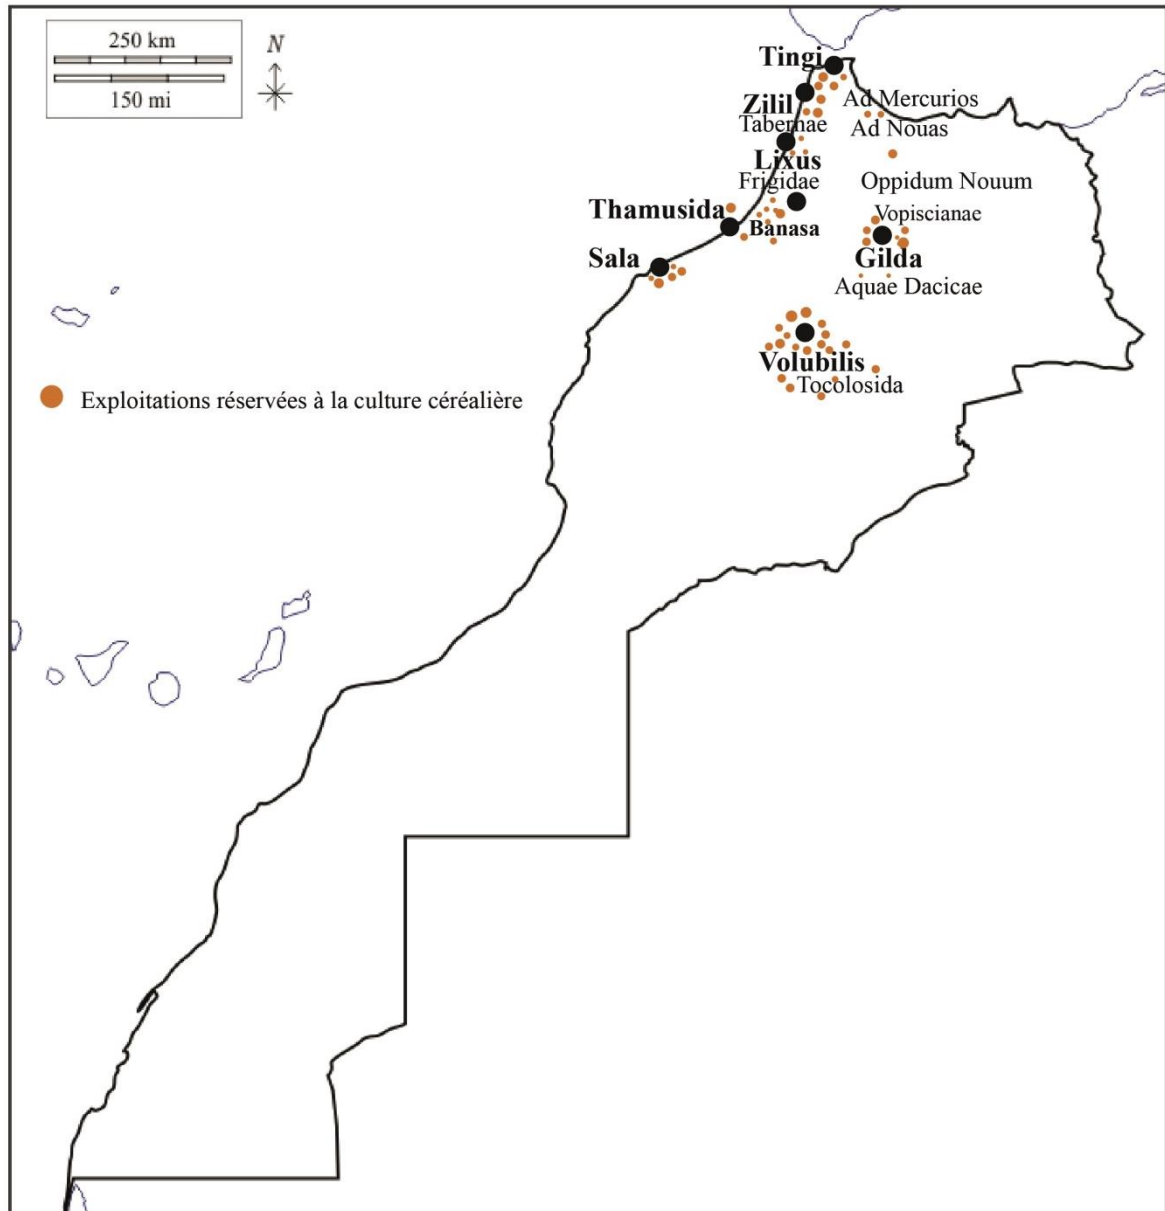 250 km
150 mi
N
Tingi
Zilil
Ad Mercurios
Tabernae
Ad Nouas
Lixus
Frigidae
Oppidum Nouum
Thamusida
Vopiscianae
Banasa
Sala
Gilda
Aquae Dacicae
Volubilis
Tocolosida
Exploitations réservées à la culture céréalière